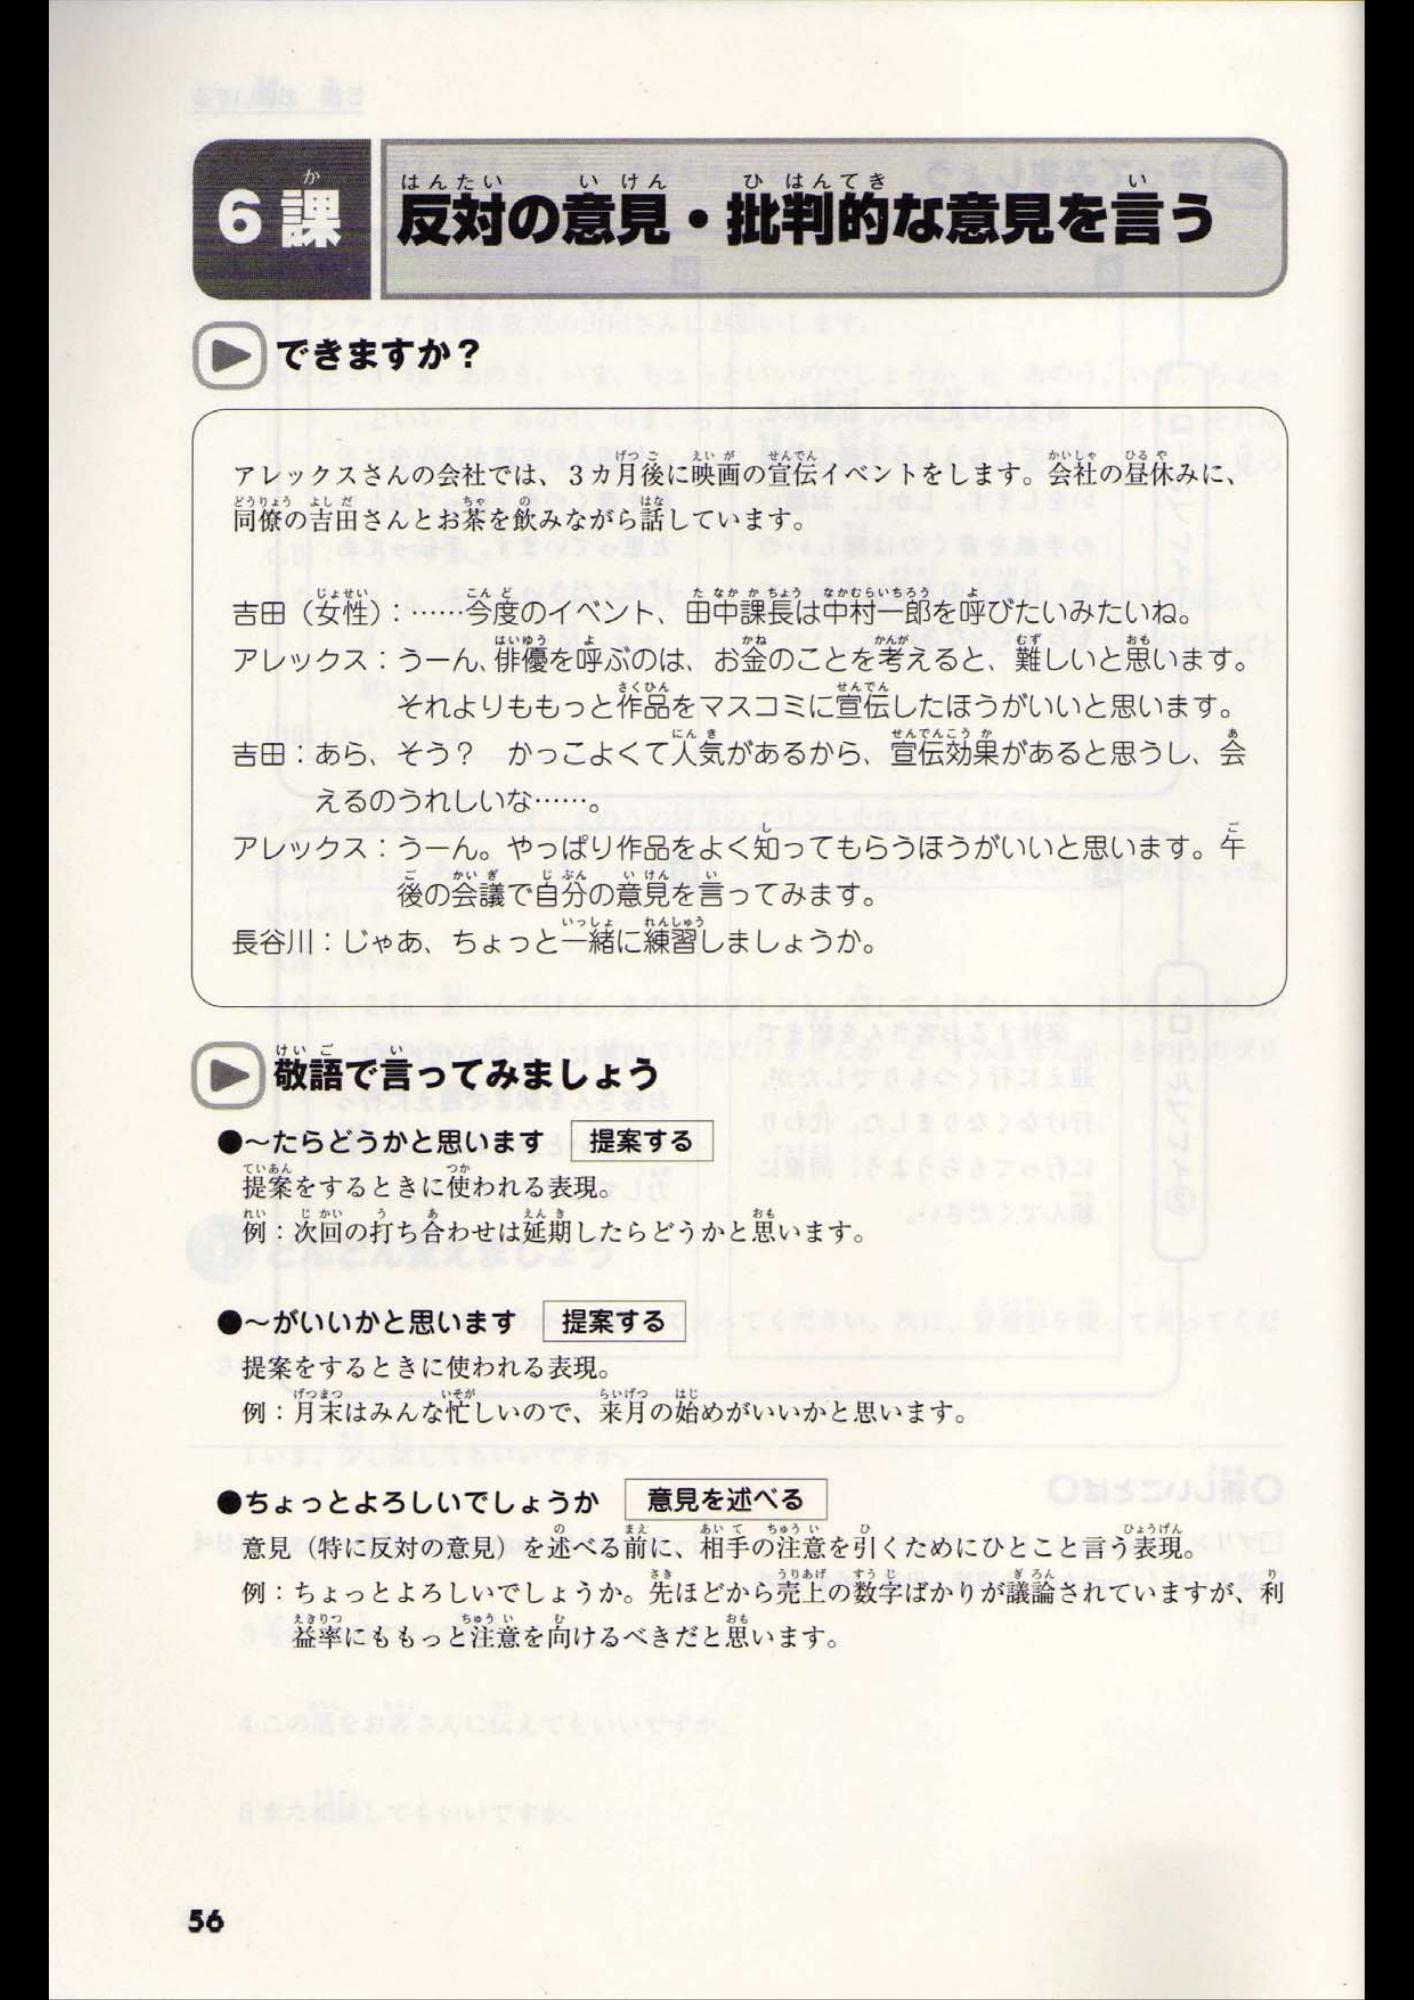 6課 反対の意見・批判的な意見を言う
できますか？
アレックスさんの会社では、３カ月後に映画の宣伝イベントをします。会社の昼休みに、
同僚の吉田さんとお茶を飲みながら話しています。
吉田（女性）：……今度のイベント、田中課長は中村一郎を呼びたいみたいね。
アレックス：うーん、俳優を呼ぶのは、お金のことを考えると、難しいと思います。
それよりももっと作品をマスコミに宣伝したほうがいいと思います。
吉田：あら、そう？　かっこよくて人気があるから、宣伝効果があると思うし、会
えるのうれしいな……。
アレックス：うーん。やっぱり作品をよく知ってもらうほうがいいと思います。午
後の会議で自分の意見を言ってみます。
長谷川：じゃあ、ちょっと一緒に練習しましょうか。
敬語で言ってみましょう
●～たらどうかと思います 提案する
提案をするときに使われる表現。
例：次回の打ち合わせは延期したらどうかと思います。
●～がいいかと思います 提案する
提案をするときに使われる表現。
例：月末はみんな忙しいので、来月の始めがいいかと思います。
●ちょっとよろしいでしょうか 意見を述べる
意見（特に反対の意見）を述べる前に、相手の注意を引くためにひとこと言う表現。
例：ちょっとよろしいでしょうか。先ほどから売上の数字ばかりが議論されていますが、利
益率にももっと注意を向けるべきだと思います。
56